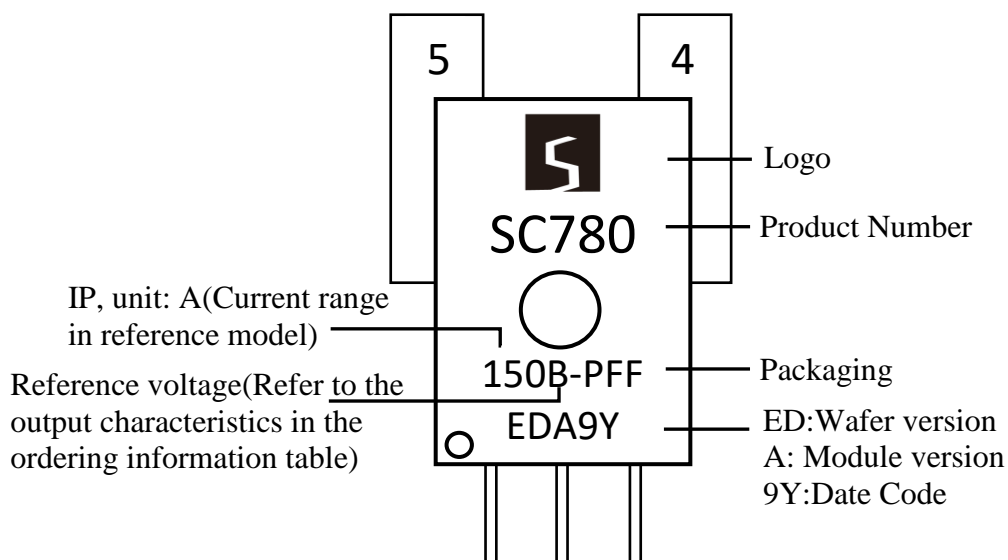 5
4
Logo
SC780
Product Number
IP, unit: A(Current range
in reference model)
150B-PFF
Packaging
Reference voltage(Refer to the
output characteristics in the
ordering information table)
EDA9Y
ED:Wafer version
A: Module version
9Y:Date Code